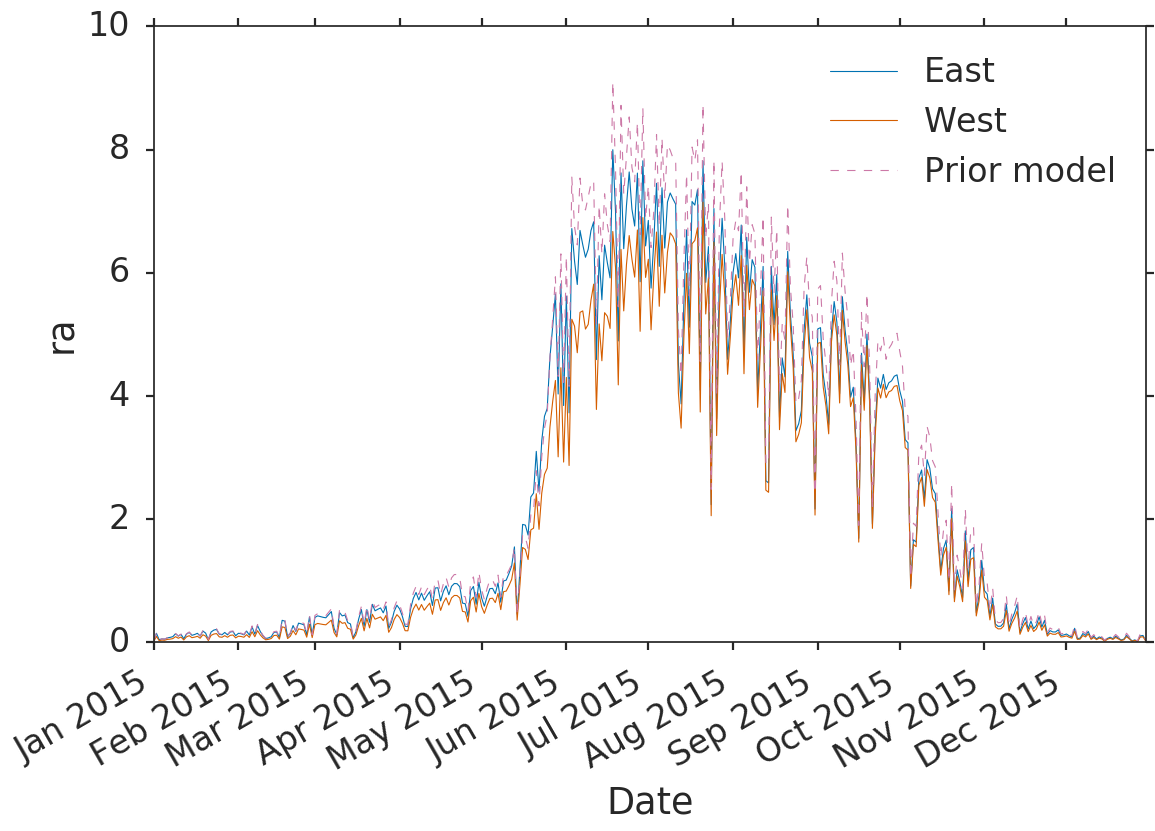 10
8
6
4
2
0
ra
East
West
Prior model
Jan 2015
Feb 2015
Mar 2015
Apr 2015
May 2015
Jun 2015
Jul 2015
Aug 2015
Sep 2015
Oct 2015
Nov 2015
Dec 2015
Date